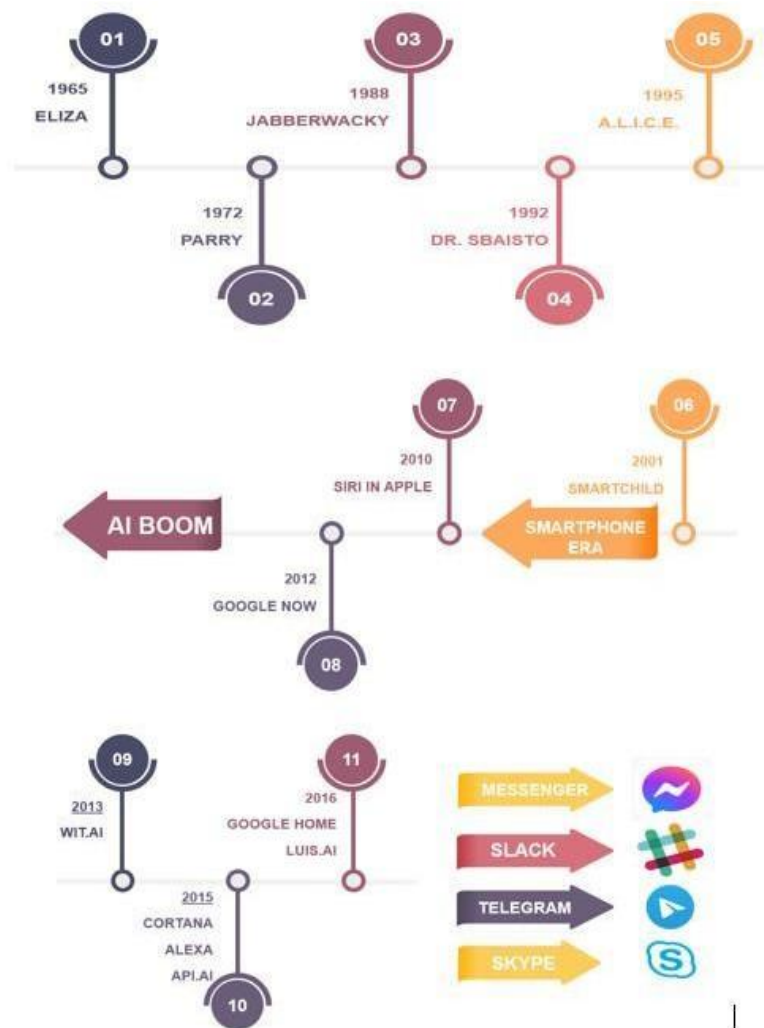 01
1965
ELIZA
02
1972
PARRY
03
1988
JABBERWACKY
04
1992
DR. SBAISTO
05
1995
A.L.I.C.E.
06
2001
SMARTCHILD
SMARTPHONE
ERA
07
2010
SIRI IN APPLE
08
2012
GOOGLE NOW
AI BOOM
09
2013
WIT.AI
10
2015
CORTANA
ALEXA
API.AI
11
2016
GOOGLE HOME
LUIS.AI
MESSENGER
SLACK
TELEGRAM
SKYPE
S